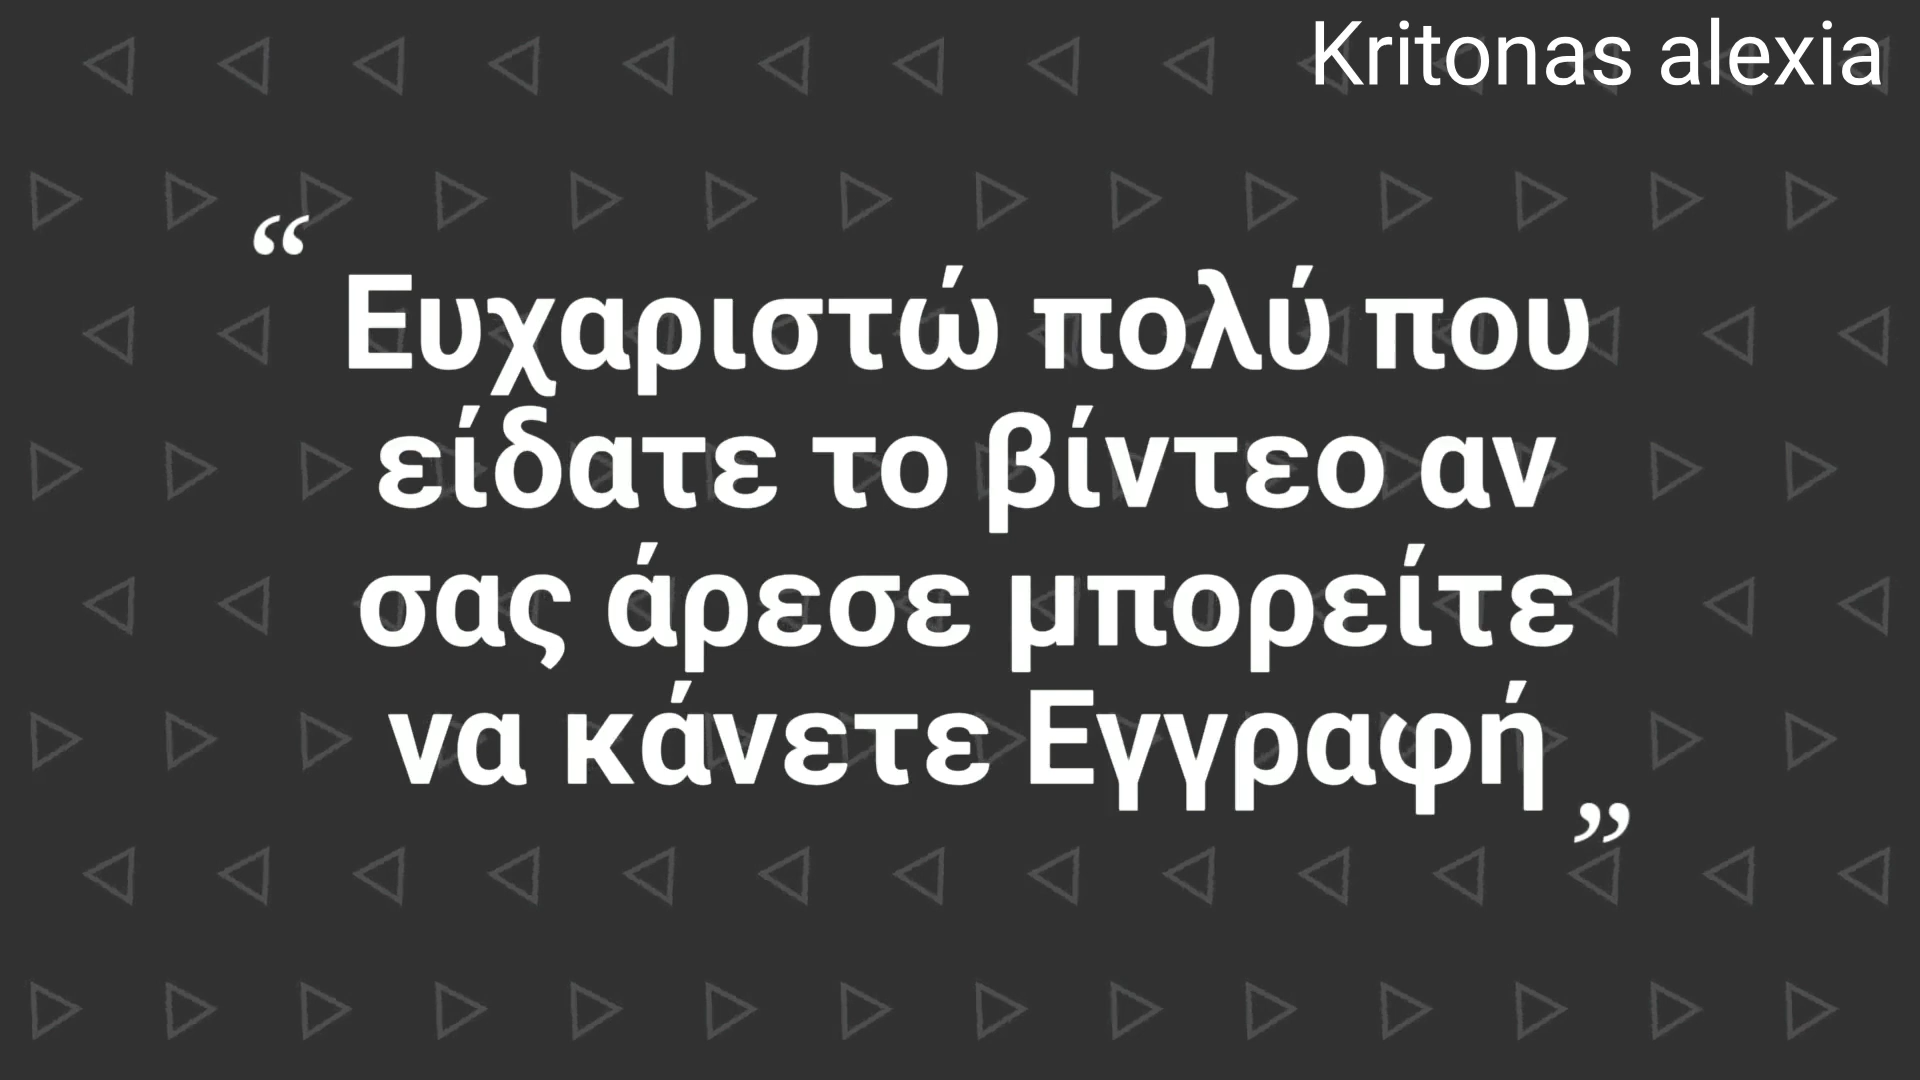 Kritonas alexia
“ Ευχαριστώ πολύ που
είδατε το βίντεο αν
σας άρεσε μπορείτε
να κάνετε Εγγραφή ”